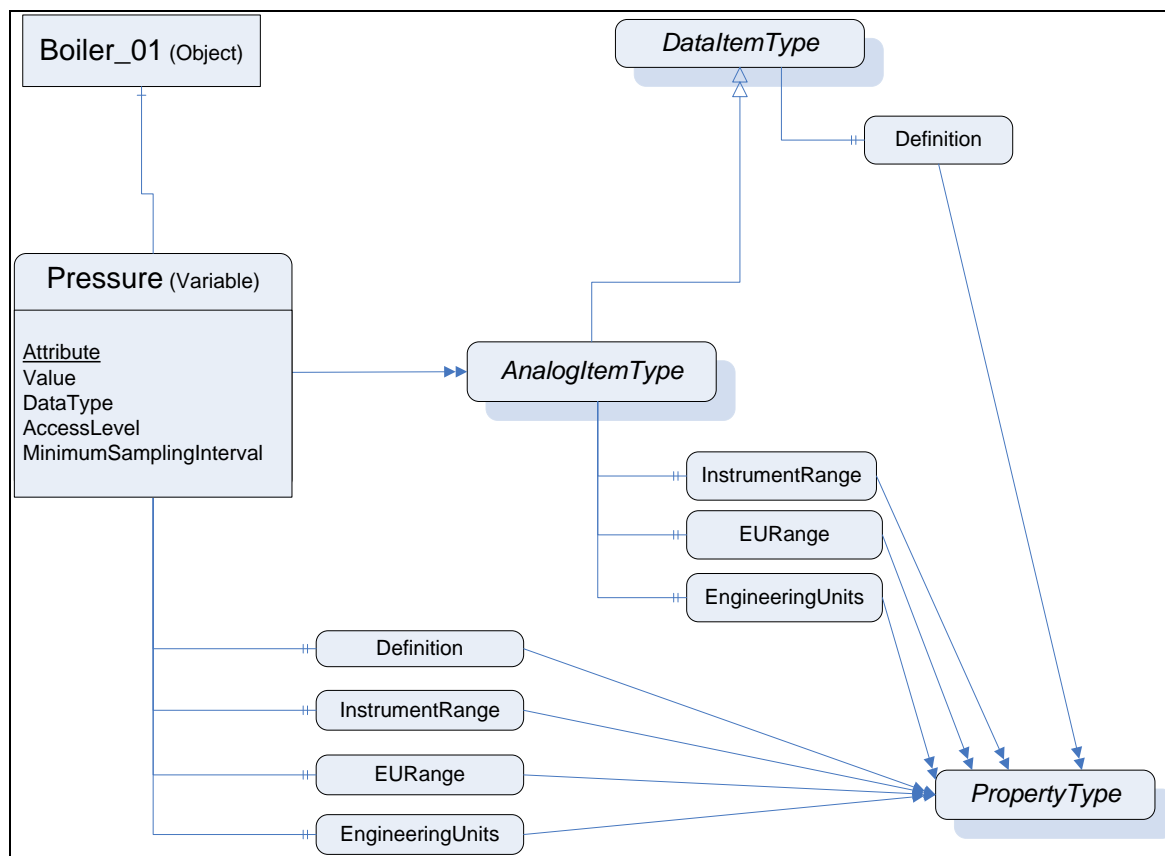 Boiler_01 (Object)
DataItemType
Definition
Pressure (Variable)
Attribute
Value
DataType
AccessLevel
MinimumSamplingInterval
AnalogItemType
InstrumentRange
EURange
EngineeringUnits
Definition
InstrumentRange
EURange
EngineeringUnits
PropertyType